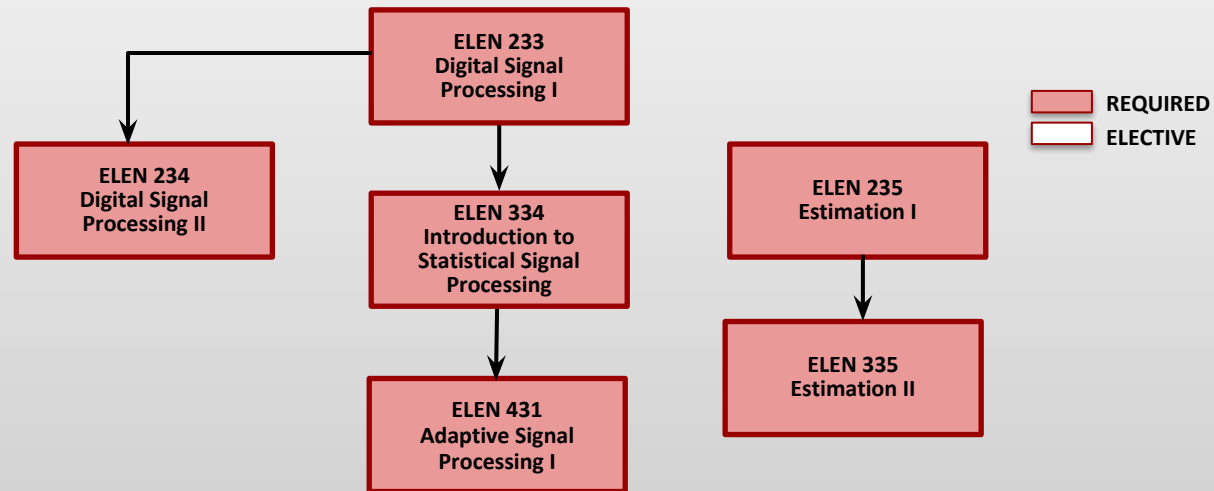 ELEN 233
Digital Signal
Processing I
REQUIRED
ELECTIVE
ELEN 234
Digital Signal
Processing II
ELEN 334
Introduction to
Statistical Signal
Processing
ELEN 235
Estimation I
ELEN 335
Estimation II
ELEN 431
Adaptive Signal
Processing I